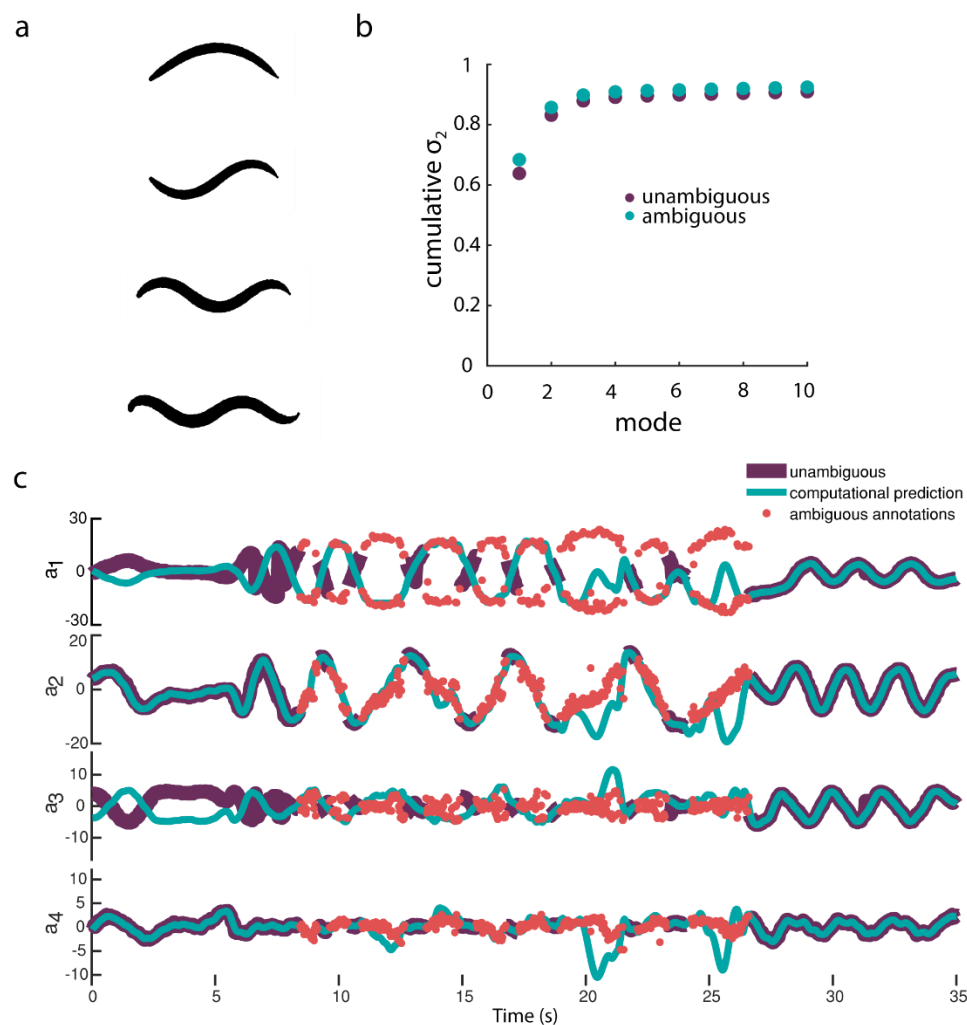 a
b
1
0.8
0.6
0.4
0.2
0
cumulative σ₂
unambiguous
ambiguous
0 2 4 6 8 10
mode
c
unambiguous
computational prediction
ambiguous annotations
30
0
-30
a₁
20
0
-20
a₂
10
0
-10
a₃
10
5
0
-5
-10
a₄
0 5 10 15 20 25 30 35
Time (s)